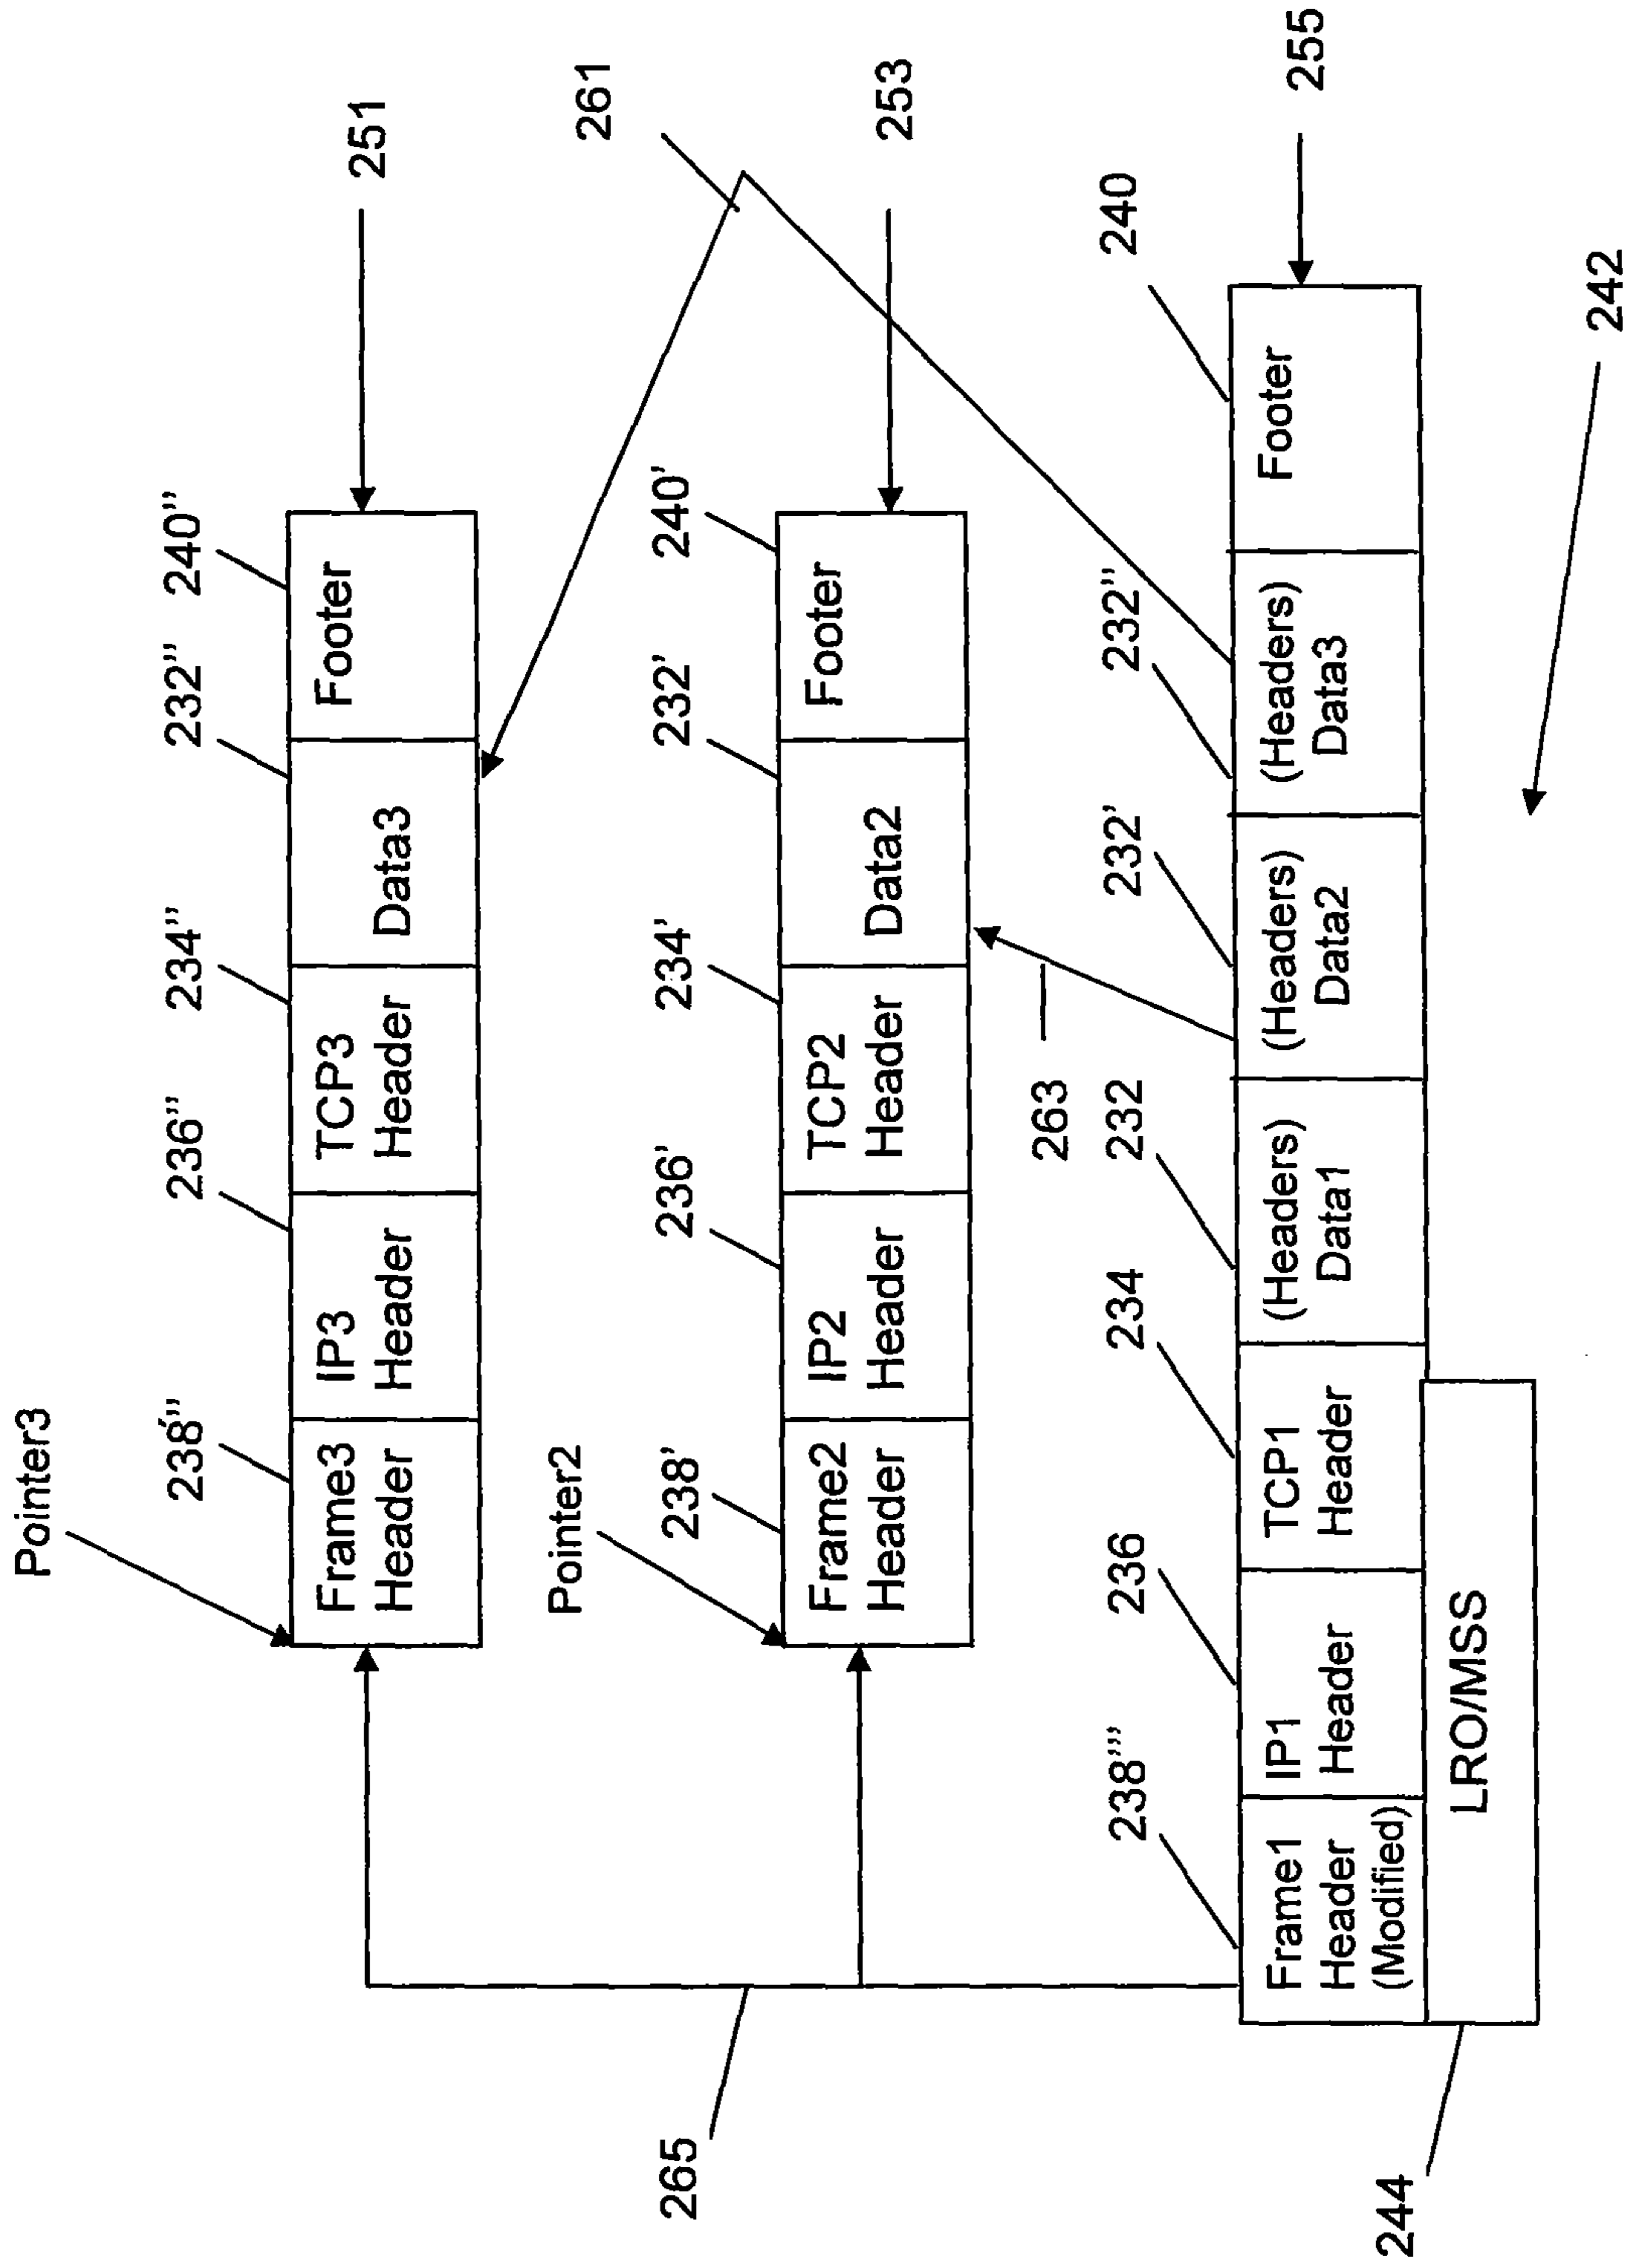 Pointer3
238''
236''
234''
232''
240''
251
Frame3
Header
IP3
Header
TCP3
Header
Data3
Footer
261
Pointer2
238'
236'
234'
232'
240'
253
Frame2
Header
IP2
Header
TCP2
Header
Data2
Footer
265
263
238'''
236
234
232
232'
232''
240
255
Frame1
Header
(Modified)
IP1
Header
TCP1
Header
(Headers)
Data1
(Headers)
Data2
(Headers)
Data3
Footer
LRO/MSS
244
242